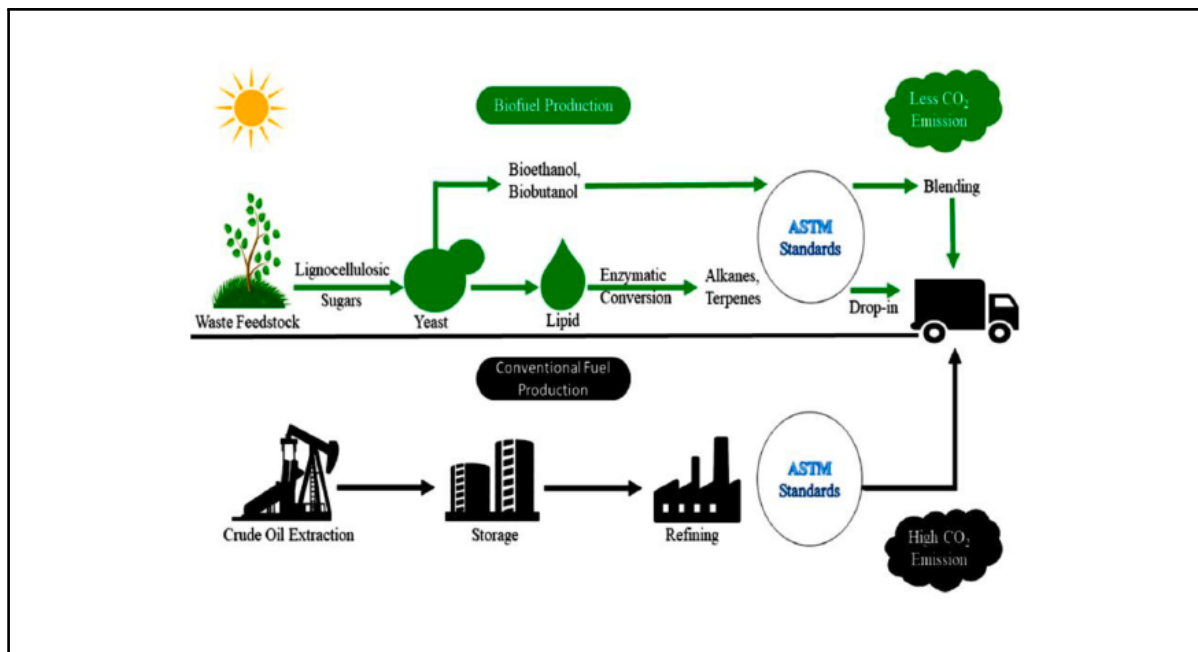 Biofuel Production
Less CO₂
Emission
Bioethanol,
Biobutanol
Blending
ASTM
Standards
Lignocellulosic
Sugars
Enzymatic
Conversion
Alkanes,
Terpenes
Drop-in
Waste Feedstock
Yeast
Lipid
Conventional Fuel
Production
ASTM
Standards
Crude Oil Extraction
Storage
Refining
High CO₂
Emission